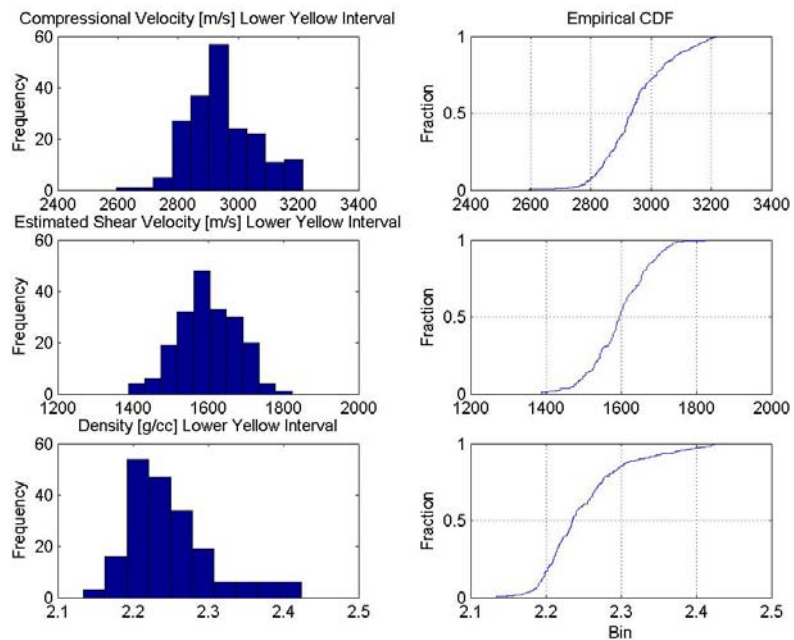 Compressional Velocity [m/s] Lower Yellow Interval
Empirical CDF
60
40
20
0
Frequency
2400 2600 2800 3000 3200 3400
1
0.5
0
Fraction
2400 2600 2800 3000 3200 3400
Estimated Shear Velocity [m/s] Lower Yellow Interval
60
40
20
0
Frequency
1200 1400 1600 1800 2000
1
0.5
0
Fraction
1200 1400 1600 1800 2000
Density [g/cc] Lower Yellow Interval
60
40
20
0
Frequency
2.1 2.2 2.3 2.4 2.5
1
0.5
0
Fraction
2.1 2.2 2.3 2.4 2.5
Bin